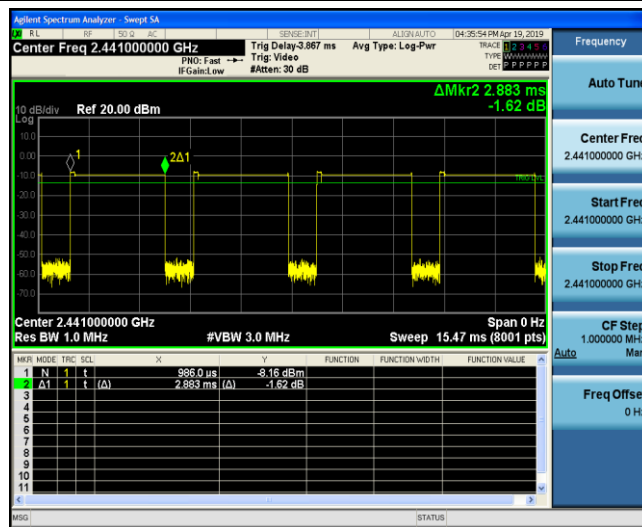 Agilent Spectrum Analyzer - Swept SA
RL RF 50 Ω AC SENSE:INT ALIGN AUTO 04:35:54 PM Apr 19, 2019
Center Freq 2.441000000 GHz
PNO: Fast
IFGain:Low
Trig Delay-3.867 ms
Trig: Video
#Atten: 30 dB
Avg Type: Log-Pwr
TRACE 1 2 3 4 5 6
TYPE WWWWWW
DET P P P P P P
ΔMkr2 2.883 ms
-1.62 dB
10 dB/div Ref 20.00 dBm
Log
10.0
0.00
-10.0
-20.0
-30.0
-40.0
-50.0
-60.0
-70.0
1
2Δ1
TRIG LVL
Center 2.441000000 GHz Span 0 Hz
Res BW 1.0 MHz #VBW 3.0 MHz Sweep 15.47 ms (8001 pts)
MKR MODE TRC SCL X Y FUNCTION FUNCTION WIDTH FUNCTION VALUE
1 N 1 t 986.0 us -8.16 dBm
2 Δ1 1 t (Δ) 2.883 ms (Δ) -1.62 dB
3
4
5
6
7
8
9
10
11
MSG STATUS
Frequency
Auto Tune
Center Freq
2.441000000 GHz
Start Freq
2.441000000 GHz
Stop Freq
2.441000000 GHz
CF Step
1.000000 MHz
Auto Man
Freq Offset
0 Hz